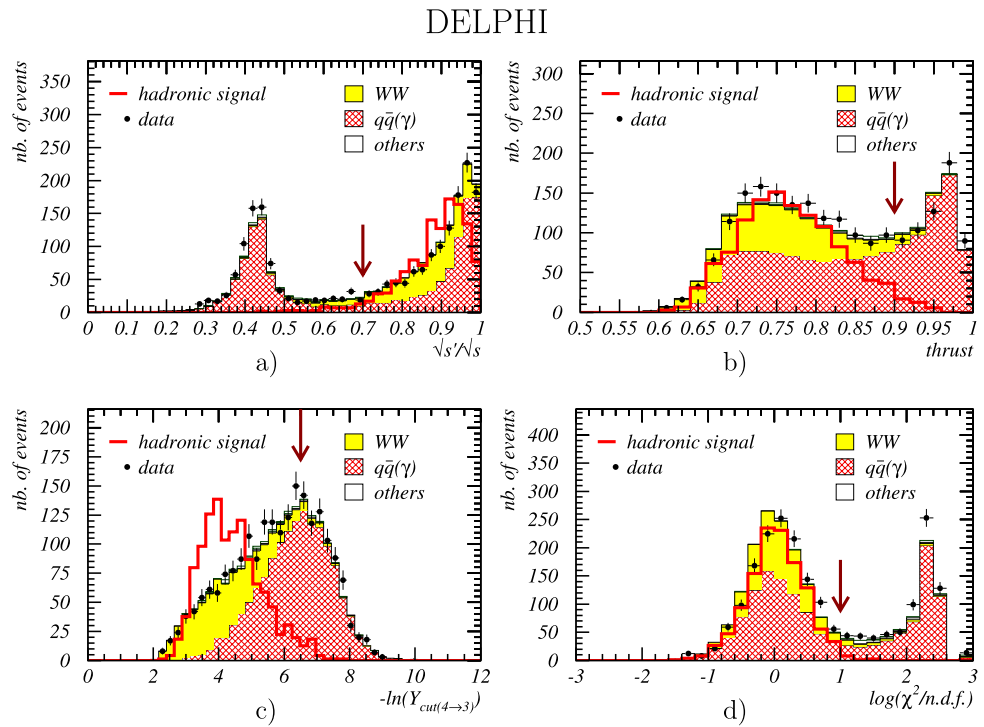 DELPHI
nb. of events
350
300
250
200
150
100
50
0
hadronic signal
data
WW
qq̄(γ)
others
0 0.1 0.2 0.3 0.4 0.5 0.6 0.7 0.8 0.9 1
√s'/√s
a)
nb. of events
300
250
200
150
100
50
0
hadronic signal
data
WW
qq̄(γ)
others
0.5 0.55 0.6 0.65 0.7 0.75 0.8 0.85 0.9 0.95 1
thrust
b)
nb. of events
200
175
150
125
100
75
50
25
0
hadronic signal
data
WW
qq̄(γ)
others
0 2 4 6 8 10 12
-ln(Y_cut(4→3))
c)
nb. of events
400
350
300
250
200
150
100
50
0
hadronic signal
data
WW
qq̄(γ)
others
-3 -2 -1 0 1 2 3
log(χ²/n.d.f.)
d)